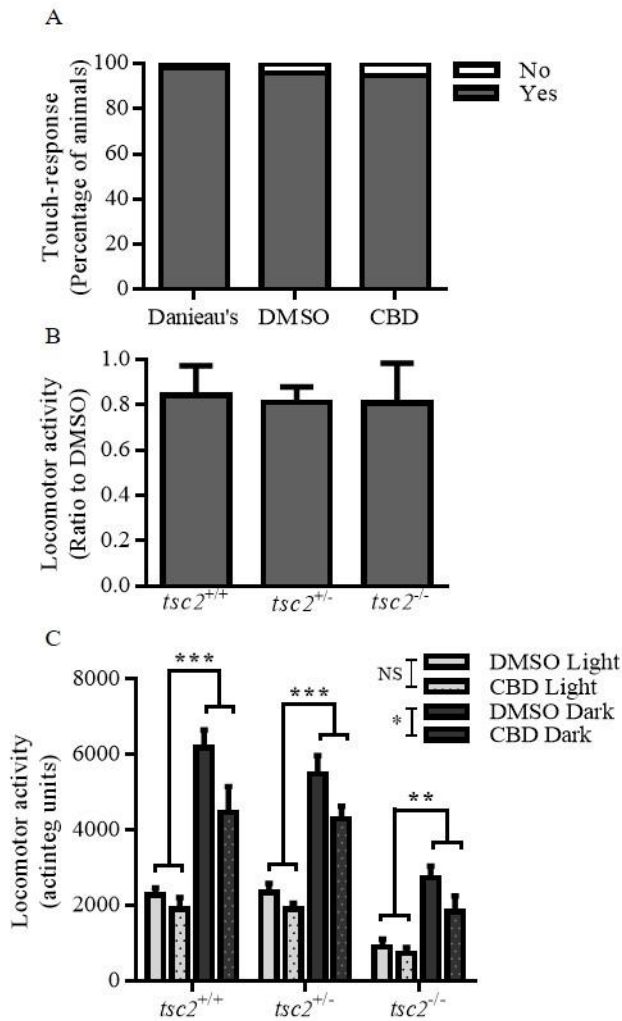 A
Touch-response
(Percentage of animals)
100
80
60
40
20
0
Danieau's DMSO CBD
No
Yes
B
Locomotor activity
(Ratio to DMSO)
1.0
0.8
0.6
0.4
0.2
0.0
tsc2+/+ tsc2+/- tsc2-/-
C
Locomotor activity
(actinteg units)
8000
6000
4000
2000
0
*** *** **
tsc2+/+ tsc2+/- tsc2-/-
NS
*
DMSO Light
CBD Light
DMSO Dark
CBD Dark